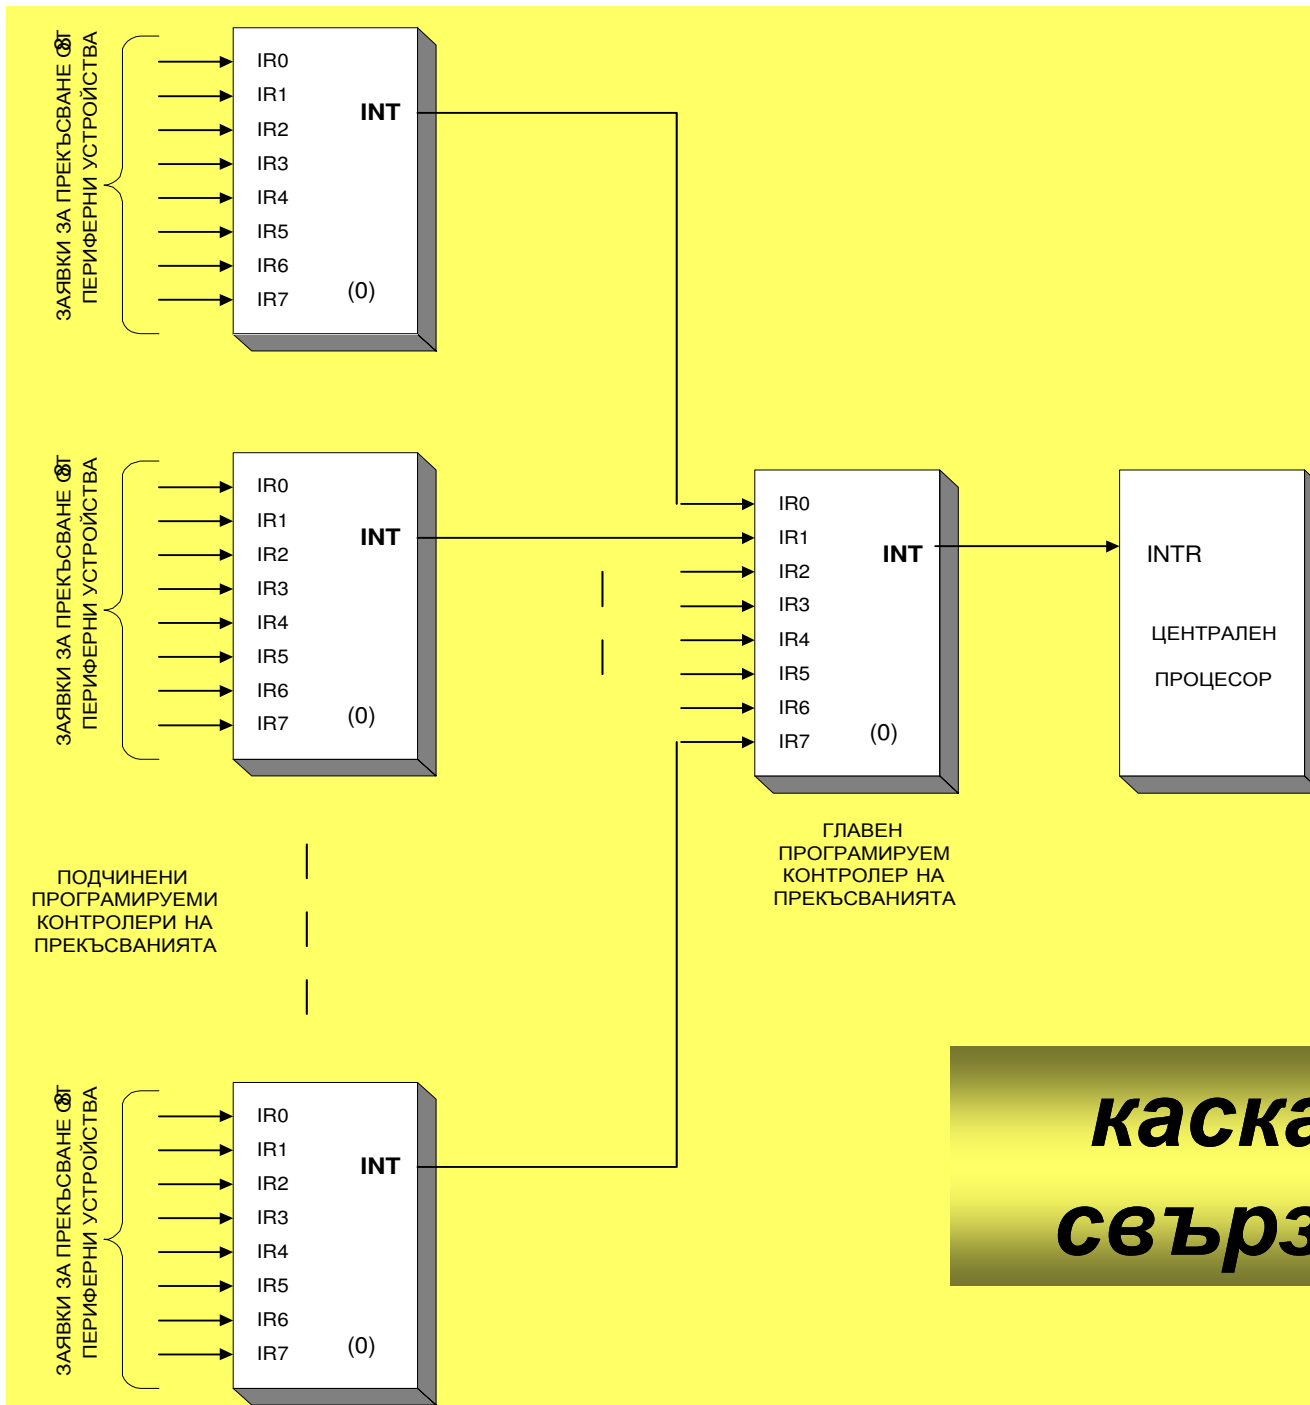 ЗАЯВКИ ЗА ПРЕКЪСВАНЕ ОТ 8
ПЕРИФЕРНИ УСТРОЙСТВА
IR0
IR1
IR2
IR3
IR4
IR5
IR6
IR7
INT
(0)
ЗАЯВКИ ЗА ПРЕКЪСВАНЕ ОТ 8
ПЕРИФЕРНИ УСТРОЙСТВА
IR0
IR1
IR2
IR3
IR4
IR5
IR6
IR7
INT
(0)
IR0
IR1
IR2
IR3
IR4
IR5
IR6
IR7
INT
(0)
INTR
ЦЕНТРАЛЕН
ПРОЦЕСОР
ГЛАВЕН
ПРОГРАМИРУЕМ
КОНТРОЛЕР НА
ПРЕКЪСВАНИЯТА
ПОДЧИНЕНИ
ПРОГРАМИРУЕМИ
КОНТРОЛЕРИ НА
ПРЕКЪСВАНИЯТА
ЗАЯВКИ ЗА ПРЕКЪСВАНЕ ОТ 8
ПЕРИФЕРНИ УСТРОЙСТВА
IR0
IR1
IR2
IR3
IR4
IR5
IR6
IR7
INT
(0)
каска
свърз